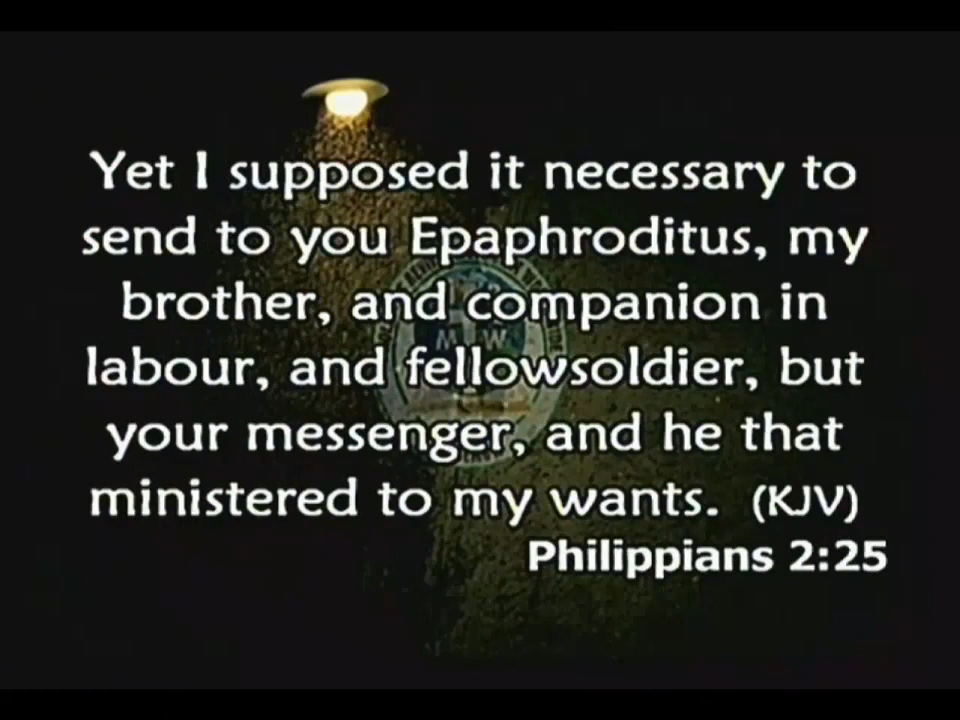 Yet I supposed it necessary to
send to you Epaphroditus, my
brother, and companion in
labour, and fellowsoldier, but
your messenger, and he that
ministered to my wants. (KJV)
Philippians 2:25
M W